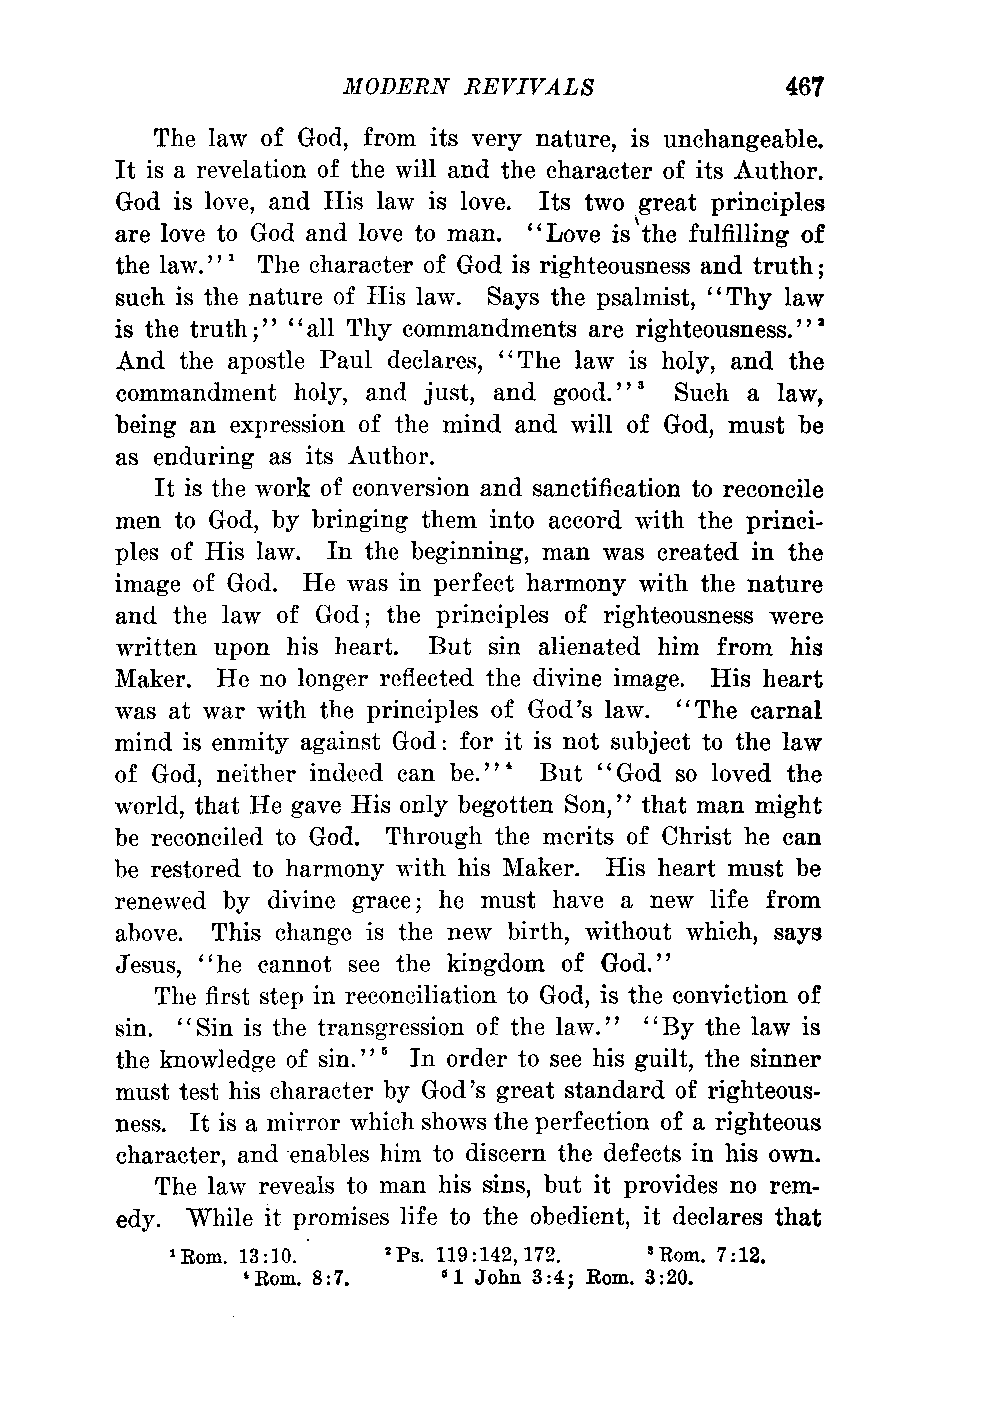 MODERN REVIVALS 467
The law of God, from its very nature, is unchangeable.
It is a revelation of the will and the character of its Author.
God is love, and His law is love. Its two great principles
are love to God and love to man. "Love is the fulfilling of
the law."¹ The character of God is righteousness and truth;
such is the nature of His law. Says the psalmist, "Thy law
is the truth;" "all Thy commandments are righteousness."²
And the apostle Paul declares, "The law is holy, and the
commandment holy, and just, and good."³ Such a law,
being an expression of the mind and will of God, must be
as enduring as its Author.
It is the work of conversion and sanctification to reconcile
men to God, by bringing them into accord with the princi-
ples of His law. In the beginning, man was created in the
image of God. He was in perfect harmony with the nature
and the law of God; the principles of righteousness were
written upon his heart. But sin alienated him from his
Maker. He no longer reflected the divine image. His heart
was at war with the principles of God's law. "The carnal
mind is enmity against God: for it is not subject to the law
of God, neither indeed can be."⁴ But "God so loved the
world, that He gave His only begotten Son," that man might
be reconciled to God. Through the merits of Christ he can
be restored to harmony with his Maker. His heart must be
renewed by divine grace; he must have a new life from
above. This change is the new birth, without which, says
Jesus, "he cannot see the kingdom of God."
The first step in reconciliation to God, is the conviction of
sin. "Sin is the transgression of the law." "By the law is
the knowledge of sin."⁵ In order to see his guilt, the sinner
must test his character by God's great standard of righteous-
ness. It is a mirror which shows the perfection of a righteous
character, and enables him to discern the defects in his own.
The law reveals to man his sins, but it provides no rem-
edy. While it promises life to the obedient, it declares that
¹Rom. 13:10. ²Ps. 119:142, 172. ³Rom. 7:12.
⁴Rom. 8:7. ⁵1 John 3:4; Rom. 3:20.